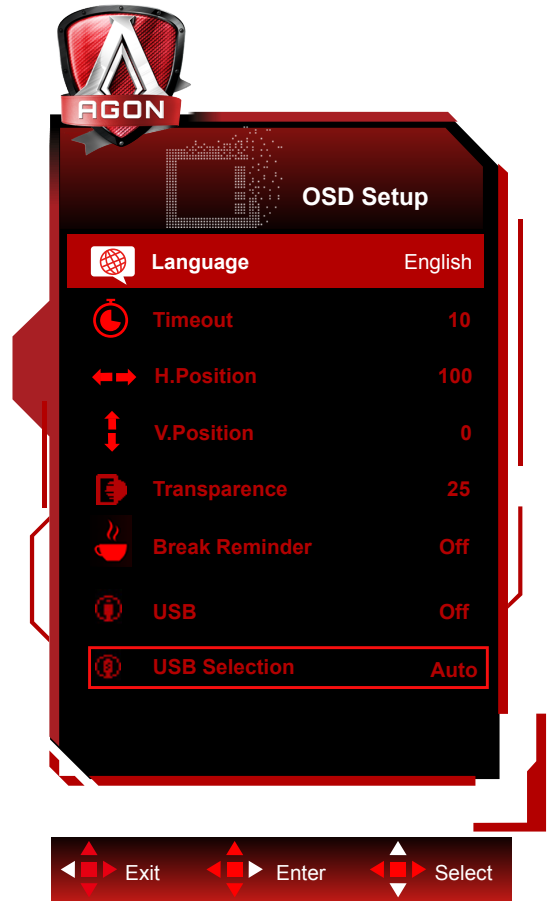 AGON
OSD Setup
Language English
Timeout 10
H.Position 100
V.Position 0
Transparence 25
Break Reminder Off
USB Off
USB Selection Auto
Exit Enter Select